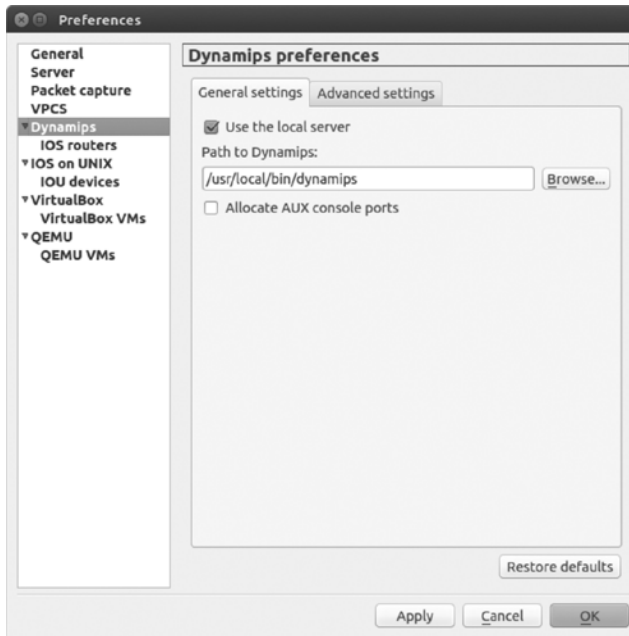 Preferences
General
Server
Packet capture
VPCS
Dynamips
IOS routers
IOS on UNIX
IOU devices
VirtualBox
VirtualBox VMs
QEMU
QEMU VMs
Dynamips preferences
General settings
Advanced settings
Use the local server
Path to Dynamips:
/usr/local/bin/dynamips
Browse...
Allocate AUX console ports
Restore defaults
Apply
Cancel
OK